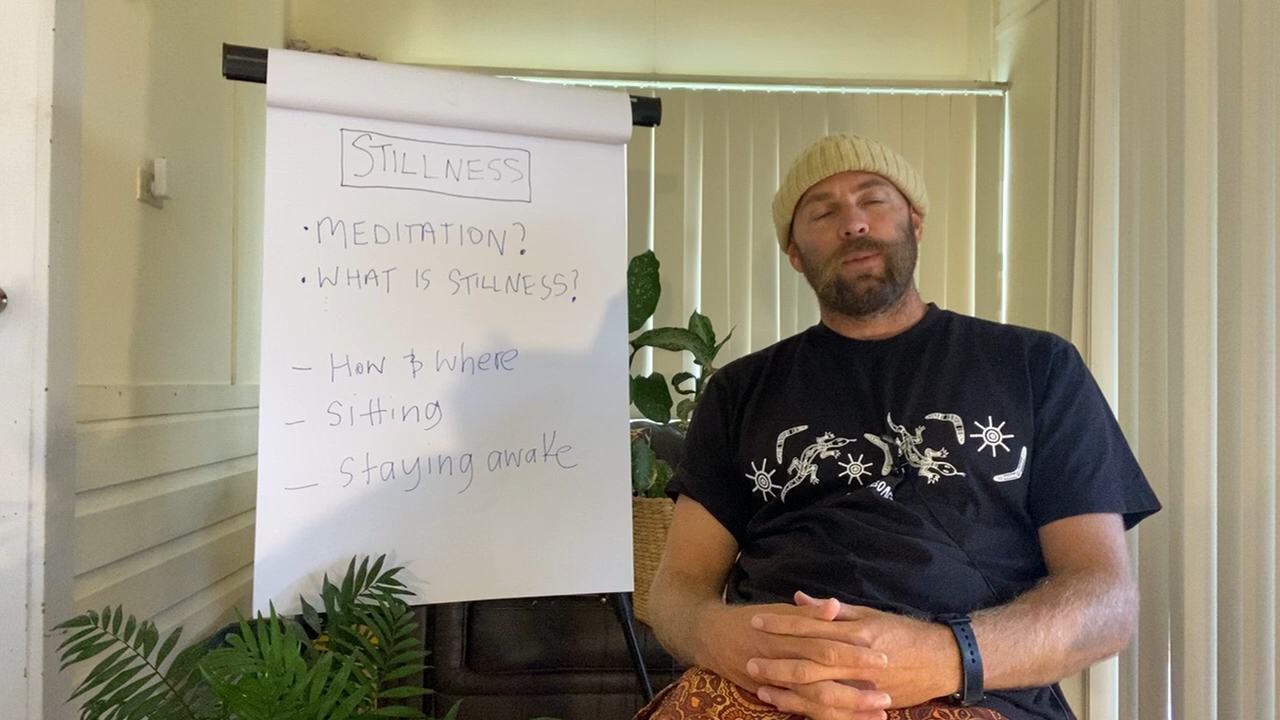 STILLNESS
• MEDITATION?
• WHAT IS STILLNESS?
– How & Where
– Sitting
– Staying awake